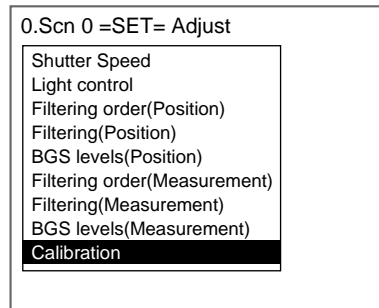 0.Scn 0 =SET= Adjust
Shutter Speed
Light control
Filtering order(Position)
Filtering(Position)
BGS levels(Position)
Filtering order(Measurement)
Filtering(Measurement)
BGS levels(Measurement)
Calibration